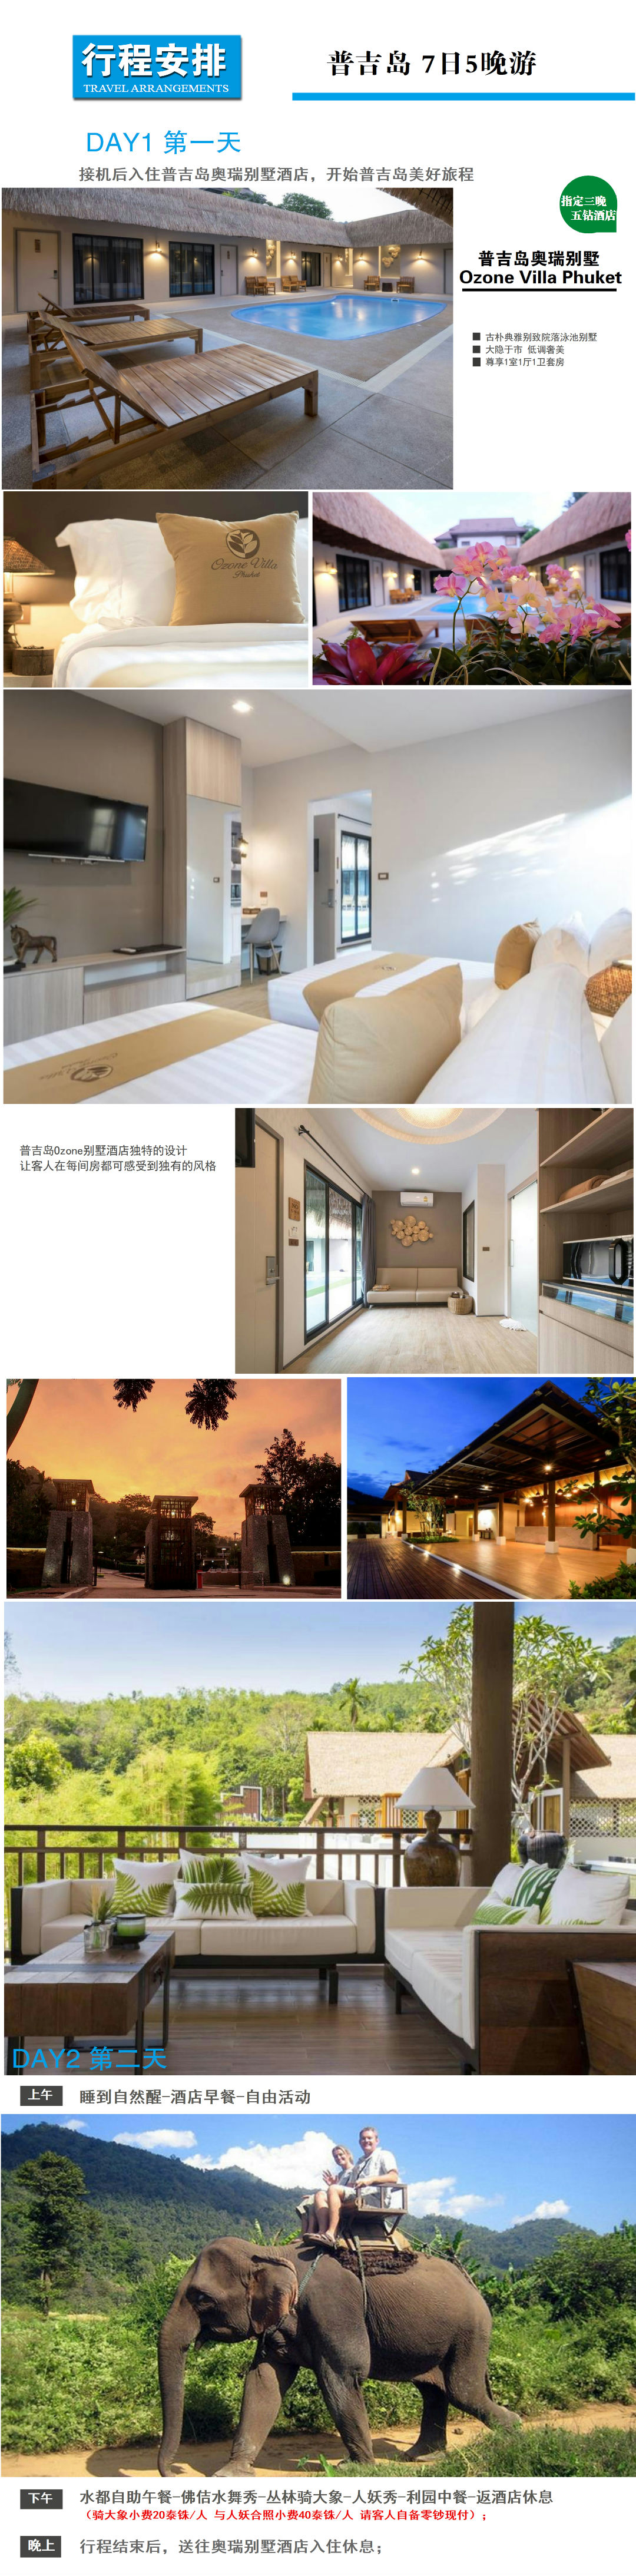 行程安排
TRAVEL ARRANGEMENTS
普吉岛 7日5晚游
DAY1 第一天
接机后入住普吉岛奥瑞别墅酒店，开始普吉岛美好旅程
指定三晚
五钻酒店
普吉岛奥瑞别墅
Ozone Villa Phuket
■ 古朴典雅别致院落泳池别墅
■ 大隐于市 低调奢美
■ 尊享1室1厅1卫套房
Ozone Villa
Phuket
普吉岛Ozone别墅酒店独特的设计
让客人在每间房都可感受到独有的风格
DAY2 第二天
上午 睡到自然醒-酒店早餐-自由活动
下午 水都自助午餐-佛佶水舞秀-丛林骑大象-人妖秀-利园中餐-返酒店休息
（骑大象小费20泰铢/人 与人妖合照小费40泰铢/人 请客人自备零钞现付）；
晚上 行程结束后，送往奥瑞别墅酒店入住休息；